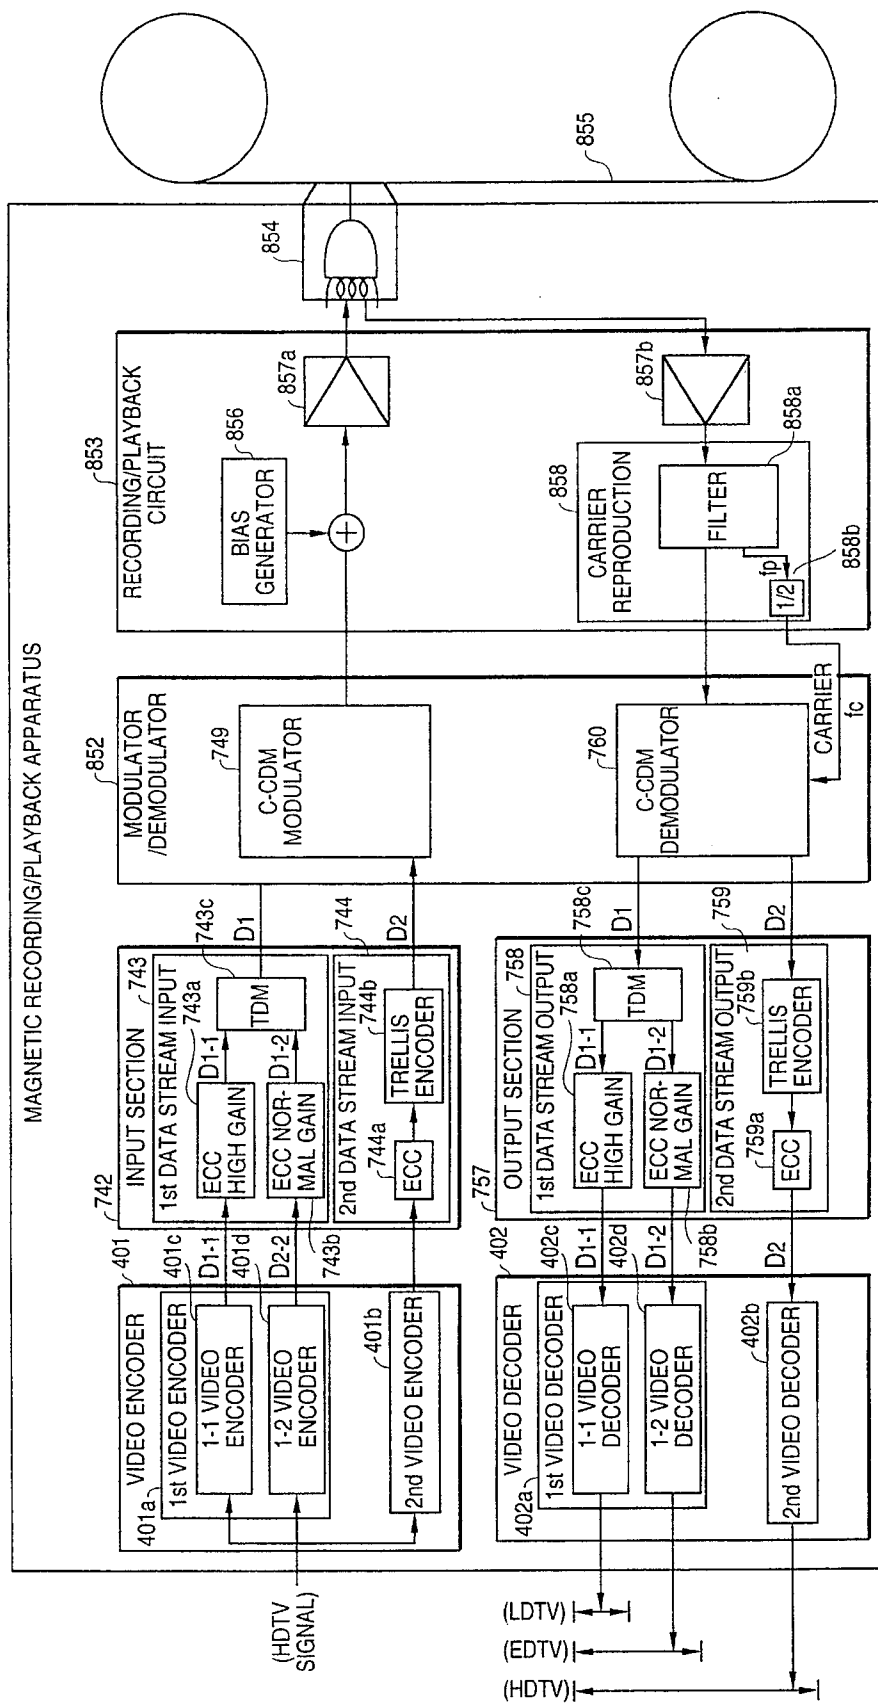 MAGNETIC RECORDING/PLAYBACK APPARATUS
(HDTV
SIGNAL)
401
VIDEO ENCODER
401a
1st VIDEO ENCODER
401c
1-1 VIDEO
ENCODER
401d
1-2 VIDEO
ENCODER
401b
2nd VIDEO ENCODER
D1-1
D2-2
742
INPUT SECTION
743
1st DATA STREAM INPUT
743a
ECC
HIGH GAIN
743b
ECC NOR-
MAL GAIN
D1-1
D1-2
743c
TDM
744
2nd DATA STREAM INPUT
744a
ECC
744b
TRELLIS
ENCODER
D1
D2
852
MODULATOR
/DEMODULATOR
749
C-CDM
MODULATOR
853
RECORDING/PLAYBACK
CIRCUIT
856
BIAS
GENERATOR
+
857a
854
855
857b
858
CARRIER
REPRODUCTION
858a
FILTER
fp
1/2
858b
CARRIER
fc
760
C-CDM
DEMODULATOR
D1
D2
757
OUTPUT SECTION
758
1st DATA STREAM OUTPUT
758a
ECC
HIGH GAIN
758b
ECC NOR-
MAL GAIN
D1-1
D1-2
758c
TDM
759
2nd DATA STREAM OUTPUT
759a
ECC
759b
TRELLIS
ENCODER
D1-1
D1-2
D2
402
VIDEO DECODER
402a
1st VIDEO DECODER
402c
1-1 VIDEO
DECODER
402d
1-2 VIDEO
DECODER
402b
2nd VIDEO DECODER
(LDTV)
(EDTV)
(HDTV)